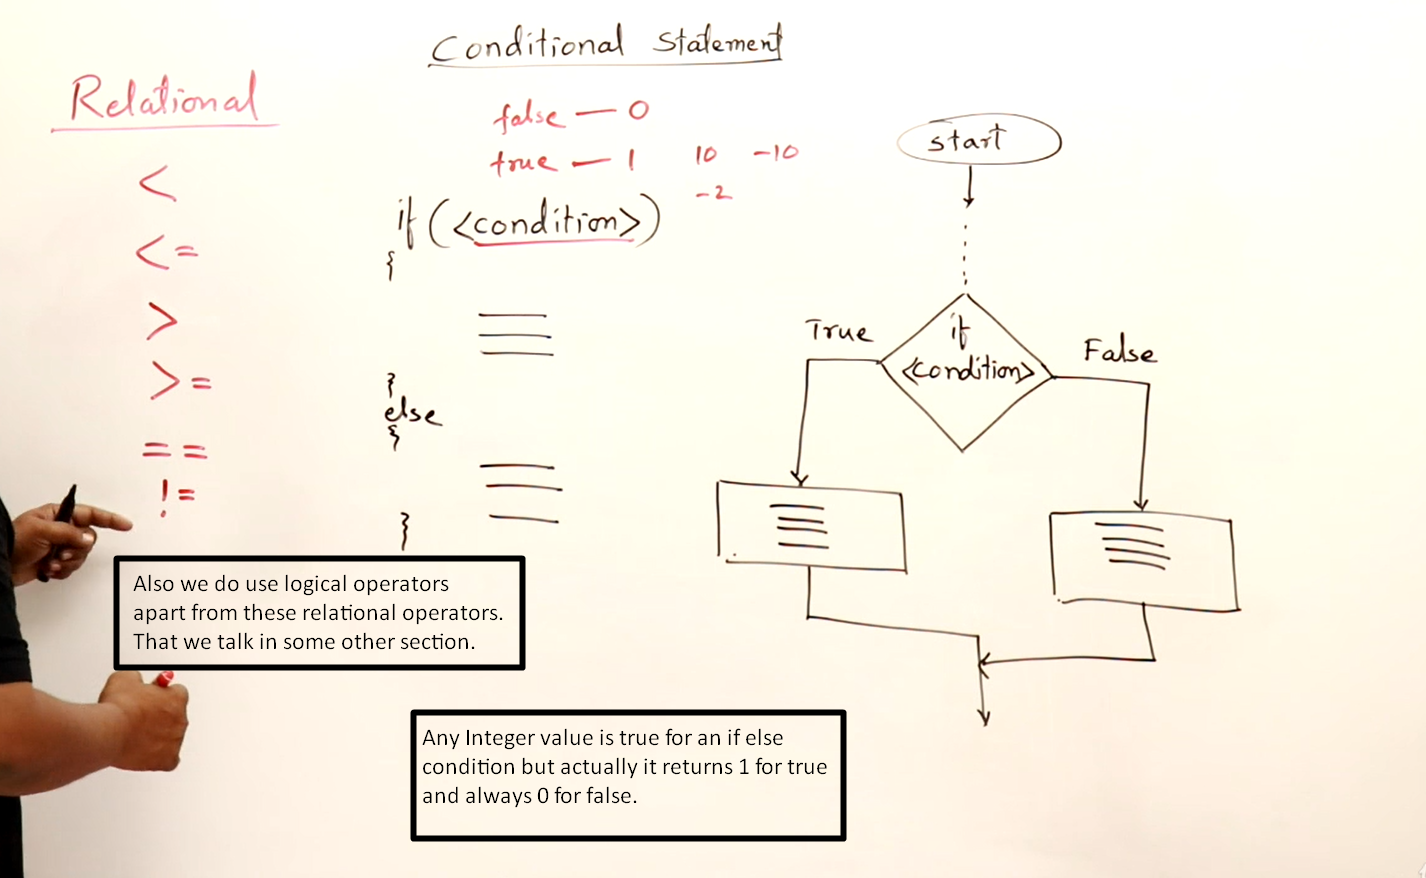 Conditional Statement
Relational
<
<=
>
>=
==
!=
false — 0
true — 1 10 -10
-2
if (<condition>)
{
}
else
{
}
start
if
<condition>
True
False
Also we do use logical operators
apart from these relational operators.
That we talk in some other section.
Any Integer value is true for an if else
condition but actually it returns 1 for true
and always 0 for false.